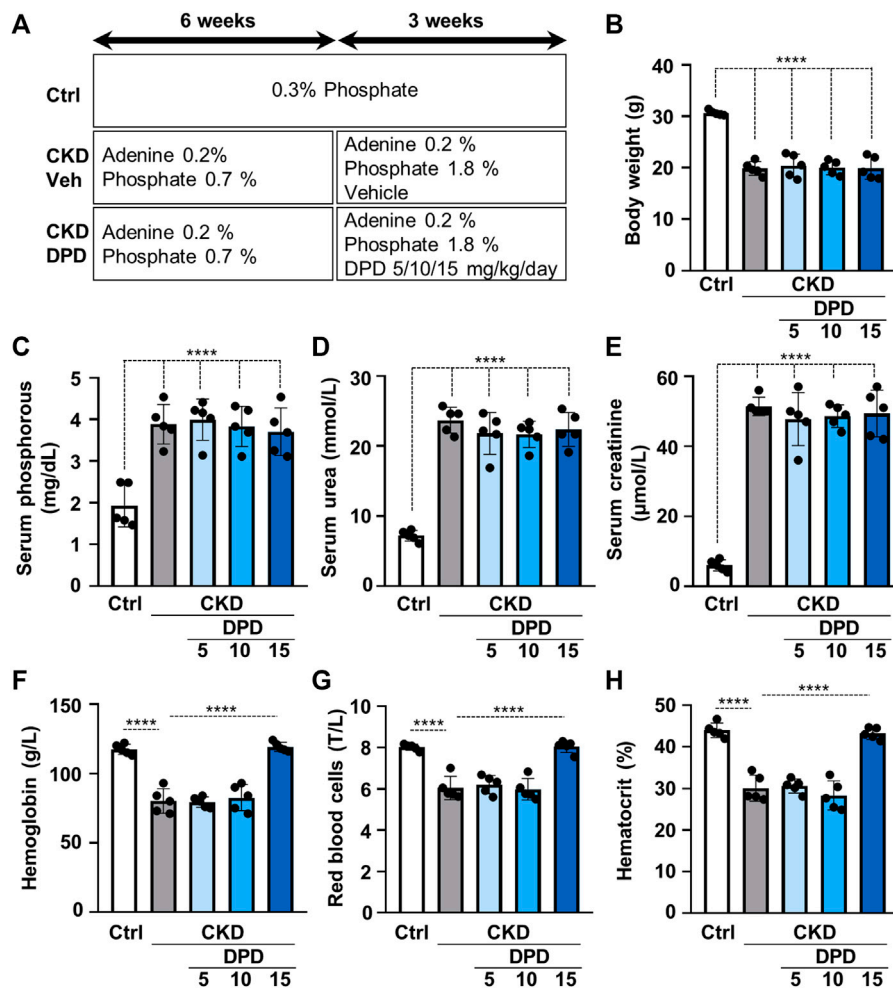 A
6 weeks
3 weeks
Ctrl
0.3% Phosphate
CKD
Veh
Adenine 0.2%
Phosphate 0.7 %
Adenine 0.2 %
Phosphate 1.8 %
Vehicle
CKD
DPD
Adenine 0.2 %
Phosphate 0.7 %
Adenine 0.2 %
Phosphate 1.8 %
DPD 5/10/15 mg/kg/day
B
Body weight (g)
40
30
20
10
0
****
Ctrl
CKD
DPD
5 10 15
C
Serum phosphorous
(mg/dL)
5
4
3
2
1
0
****
Ctrl
CKD
DPD
5 10 15
D
Serum urea (mmol/L)
30
20
10
0
****
Ctrl
CKD
DPD
5 10 15
E
Serum creatinine
(µmol/L)
60
40
20
0
****
Ctrl
CKD
DPD
5 10 15
F
Hemoglobin (g/L)
150
100
50
0
****
****
Ctrl
CKD
DPD
5 10 15
G
Red blood cells (T/L)
10
8
6
4
2
0
****
****
Ctrl
CKD
DPD
5 10 15
H
Hematocrit (%)
50
40
30
20
10
0
****
****
Ctrl
CKD
DPD
5 10 15